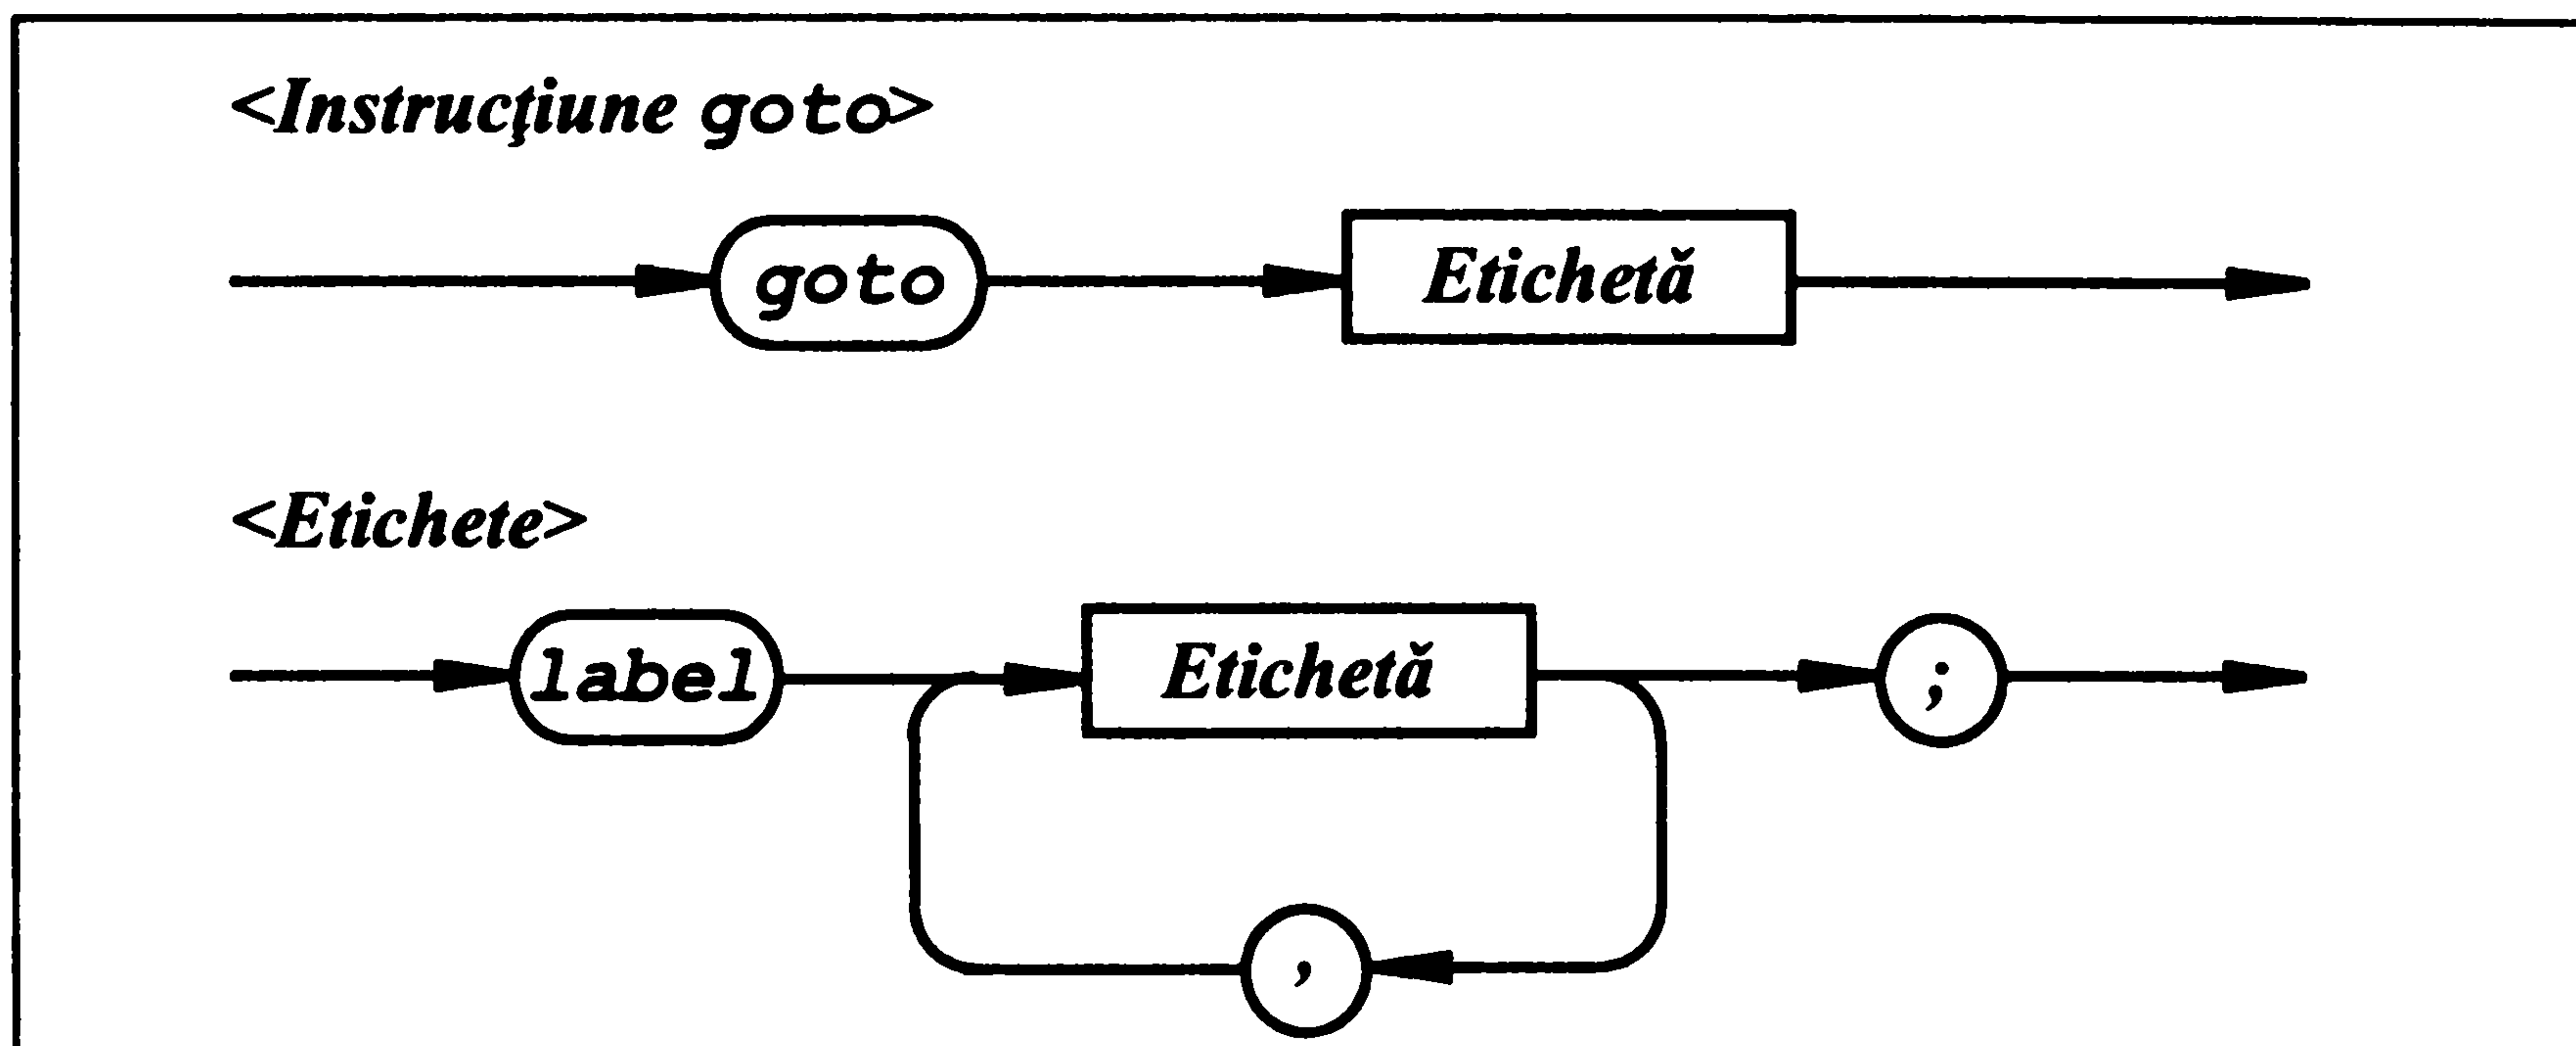 <Instrucţiune goto>
goto Etichetă
<Etichete>
label Etichetă ;
,